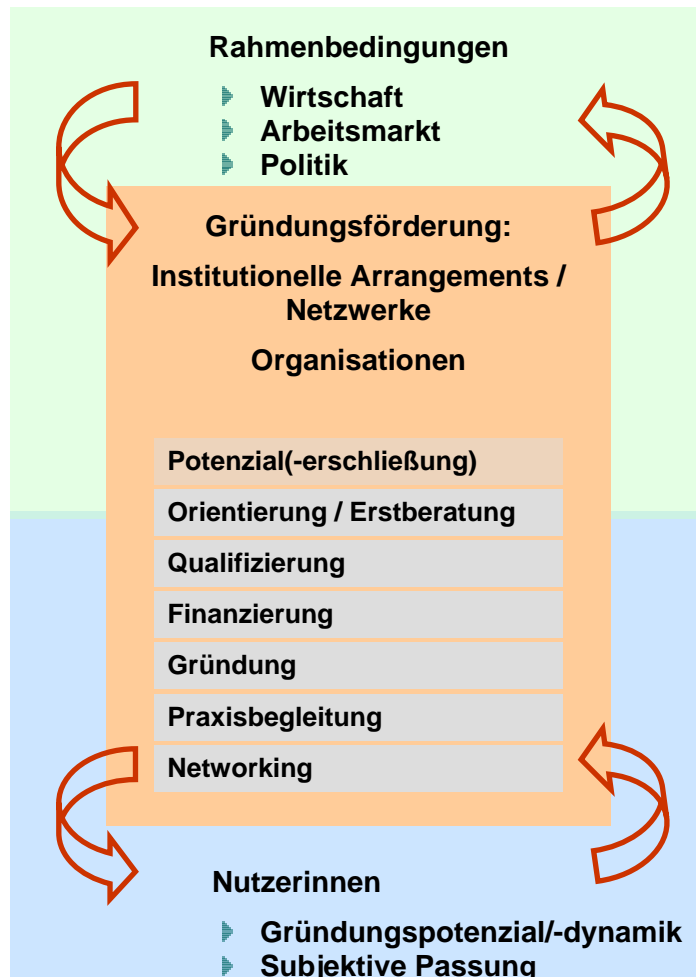 Rahmenbedingungen
Wirtschaft
Arbeitsmarkt
Politik
Gründungsförderung:
Institutionelle Arrangements /
Netzwerke
Organisationen
Potenzial(-erschließung)
Orientierung / Erstberatung
Qualifizierung
Finanzierung
Gründung
Praxisbegleitung
Networking
Nutzerinnen
Gründungspotenzial/-dynamik
Subjektive Passung